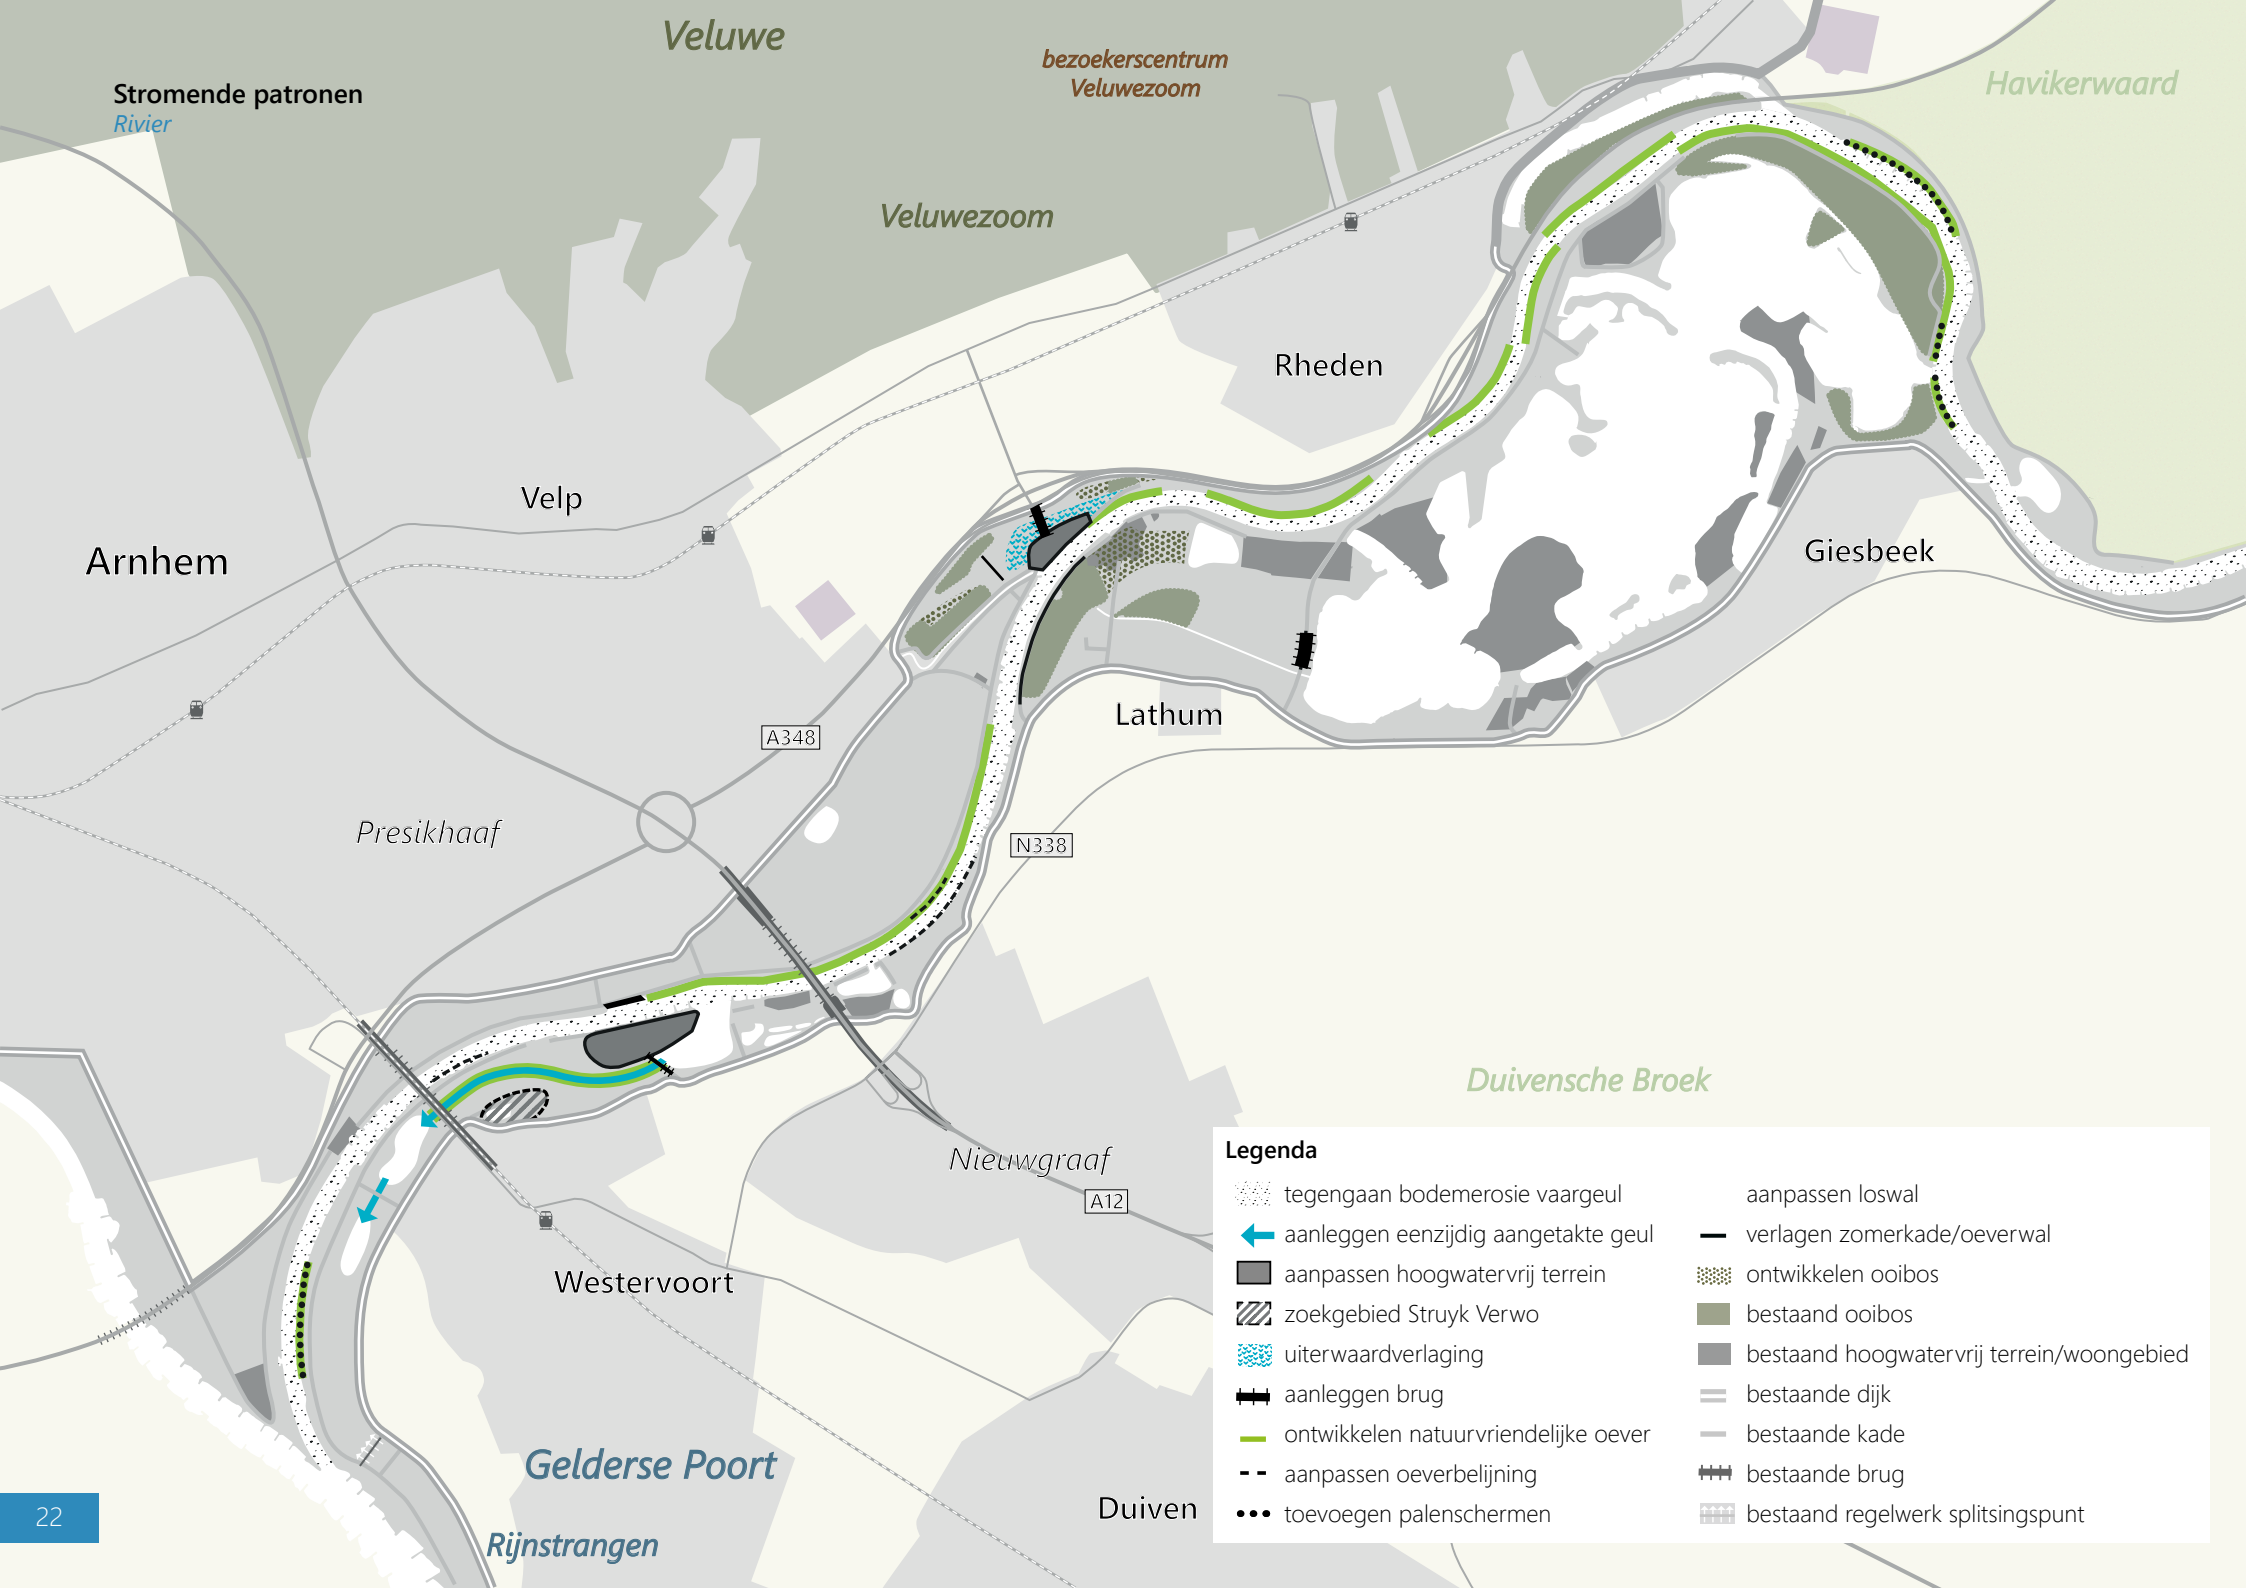 Stromende patronen
Rivier
Veluwe
bezoekerscentrum
Veluwezoom
Havikerwaard
Veluwezoom
Rheden
Velp
Arnhem
Giesbeek
Lathum
A348
Presikhaaf
N338
Duivensche Broek
Nieuwgraaf
A12
Westervoort
Gelderse Poort
Duiven
Rijnstrangen
22
Legenda
tegengaan bodemerosie vaargeul
aanleggen eenzijdig aangetakte geul
aanpassen hoogwatervrij terrein
zoekgebied Struyk Verwo
uiterwaardverlaging
aanleggen brug
ontwikkelen natuurvriendelijke oever
aanpassen oeverbelijning
toevoegen palenschermen
aanpassen loswal
verlagen zomerkade/oeverwal
ontwikkelen ooibos
bestaand ooibos
bestaand hoogwatervrij terrein/woongebied
bestaande dijk
bestaande kade
bestaande brug
bestaand regelwerk splitsingspunt